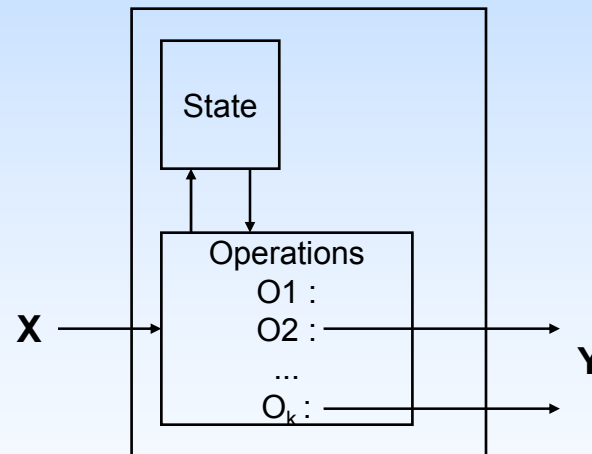 State
Operations
O1 :
X
O2 :
Y
...
Oₖ :